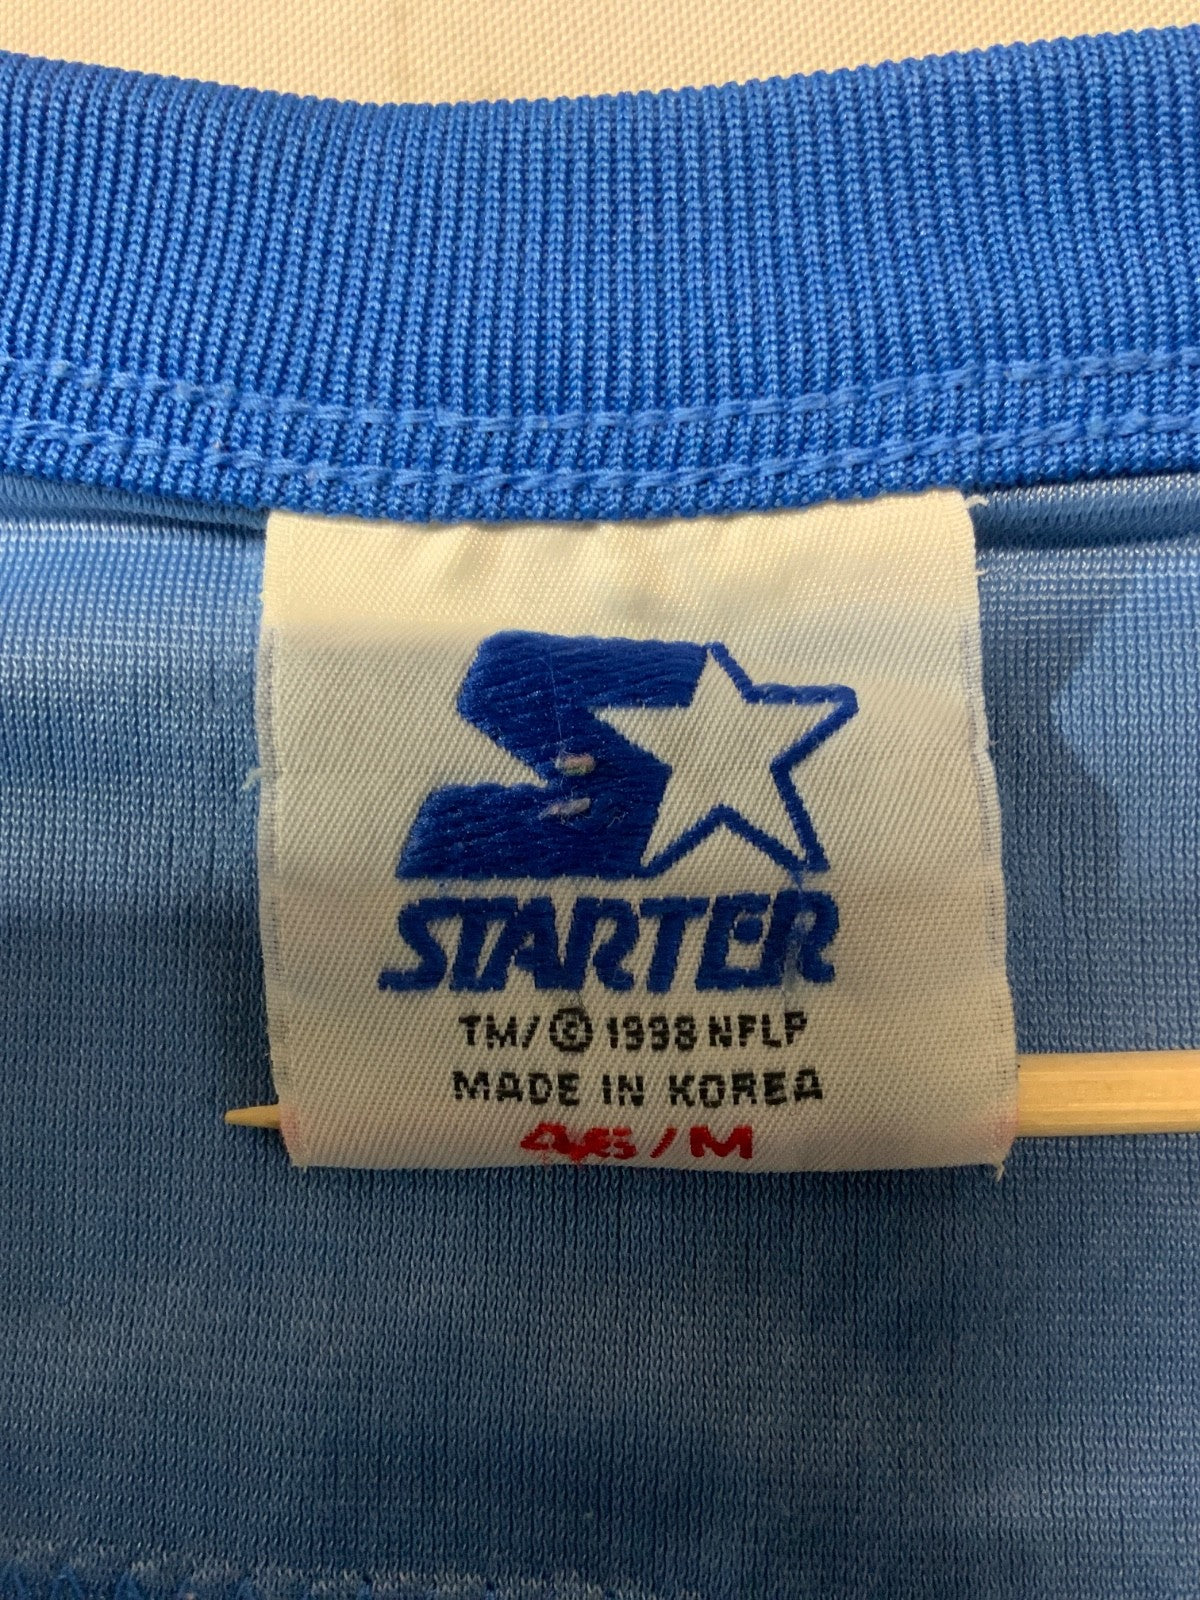 STARTER
TM/© 1998 NFLP
MADE IN KOREA
46/M